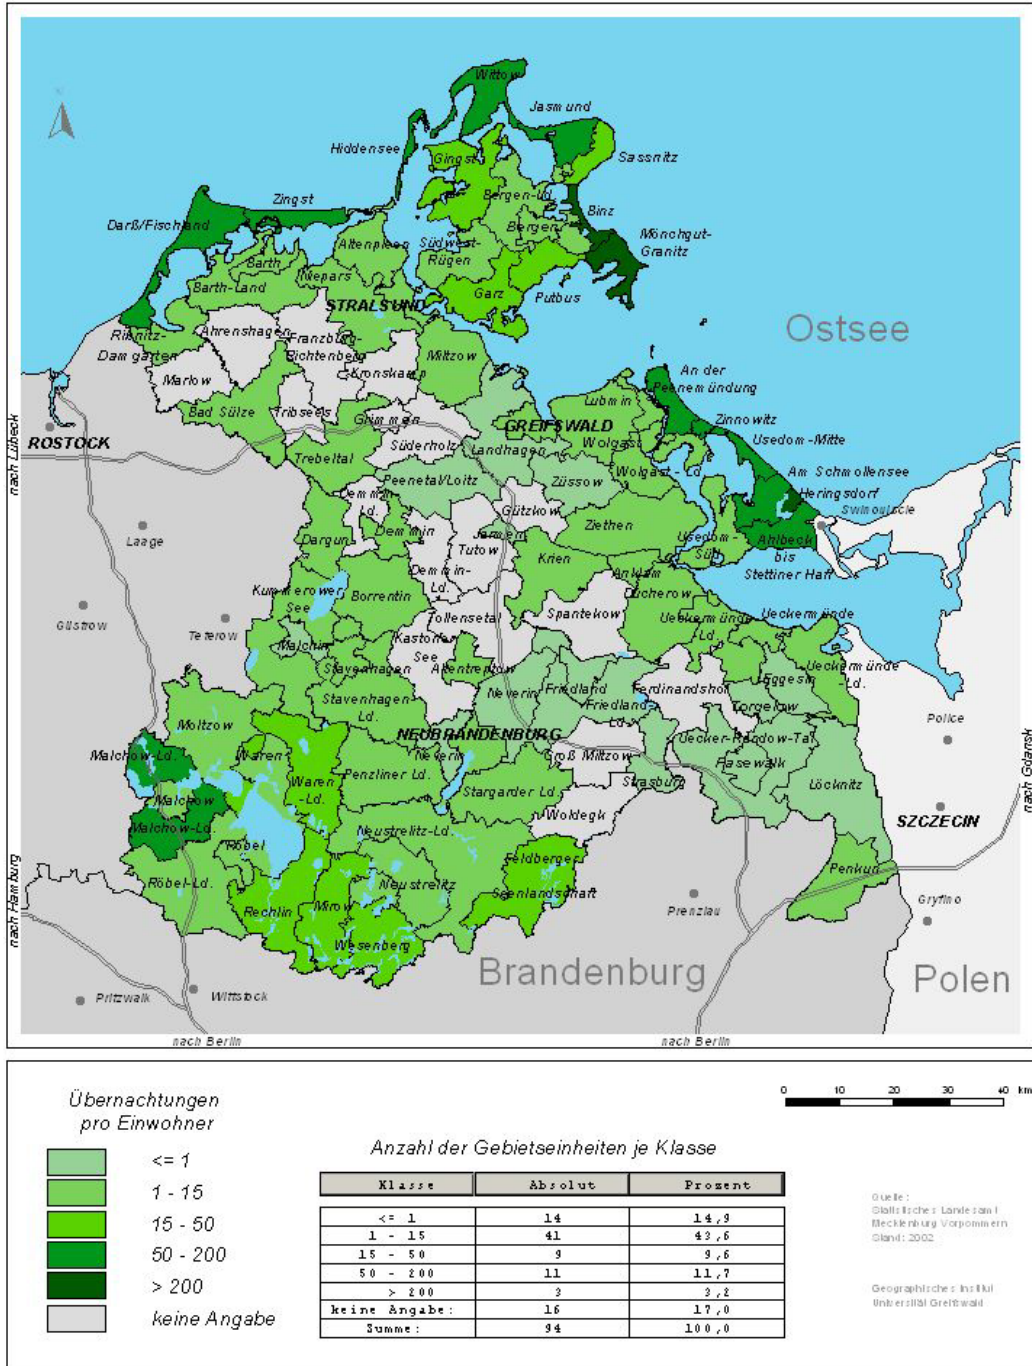 N
Wittow
Jasmund
Hiddensee
Gingst
Sassnitz
Zingst
Bergen-Ld.
Binz
Darß/Fischland
Altenpleen
Südwest-
Rügen
Bergen
Mönchgut-
Granitz
Barth
Niepars
Barth-Land
Garz
Putbus
STRALSUND
Ostsee
Ribnitz-
Damgarten
Ahrenshagen
Franzburg-
Richtenberg
Miltzow
Kronskamp
An der
Peenemündung
Marlow
Lubmin
Bad Sülze
Tribsees
Grimmen
GREIFSWALD
Zinnowitz
ROSTOCK
Süderholz
Landhagen
Wolgast
Usedom-Mitte
nach Lübeck
Trebeltal
Wolgast-Ld.
Am Schmollensee
Peenetal/Loitz
Züssow
Heringsdorf
Demmin-
Ld.
Gützkow
Swinoujscie
Laage
Dargun
Demmin
Jarmen
Ziethen
Usedom-
Süd
Ahlbeck
bis
Stettiner Haff
Tutow
Krien
Demmin-
Ld.
Anklam
Kummerower
See
Borrentin
Ducherow
Güstrow
Teterow
Tollensetal
Spantekow
Ueckermünde
Ld.
Ueckermünde
Malchin
Kastorfer
See
Stavenhagen
Altentreptow
Eggesin
Ueckermünde
-Ld.
Neverin
Friedland
Ferdinandshof
Stavenhagen-
Ld.
Friedland-
Ld.
Torgelow
Moltzow
NEUBRANDENBURG
Uecker-Randow-Tal
Police
Malchow-Ld.
Waren-
Neverin
Groß Miltzow
Pasewalk
Penzliner Ld.
Waren
-Ld.
Stargarder Ld.
Strasburg
Löcknitz
nach Gdansk
Malchow
Malchow-Ld.
Woldegk
SZCZECIN
Neustrelitz-Ld.
Röbel
Feldberger
Seenlandschaft
Penkun
Röbel-Ld.
Neustrelitz
nach Hamburg
Rechlin
Mirow
Prenzlau
Gryfino
Wesenberg
Brandenburg
Polen
Pritzwalk
Wittstock
nach Berlin
nach Berlin
0 10 20 30 40 km
Übernachtungen
pro Einwohner
<= 1
1 - 15
15 - 50
50 - 200
> 200
keine Angabe
Anzahl der Gebietseinheiten je Klasse
Klasse Absolut Prozent
<= 1 14 14,9
1 - 15 41 43,6
15 - 50 9 9,6
50 - 200 11 11,7
> 200 3 3,2
keine Angabe: 16 17,0
Summe: 94 100,0
Quelle:
Statistisches Landesamt
Mecklenburg Vorpommern
Stand: 2002
Geographisches Institut
Universität Greifswald